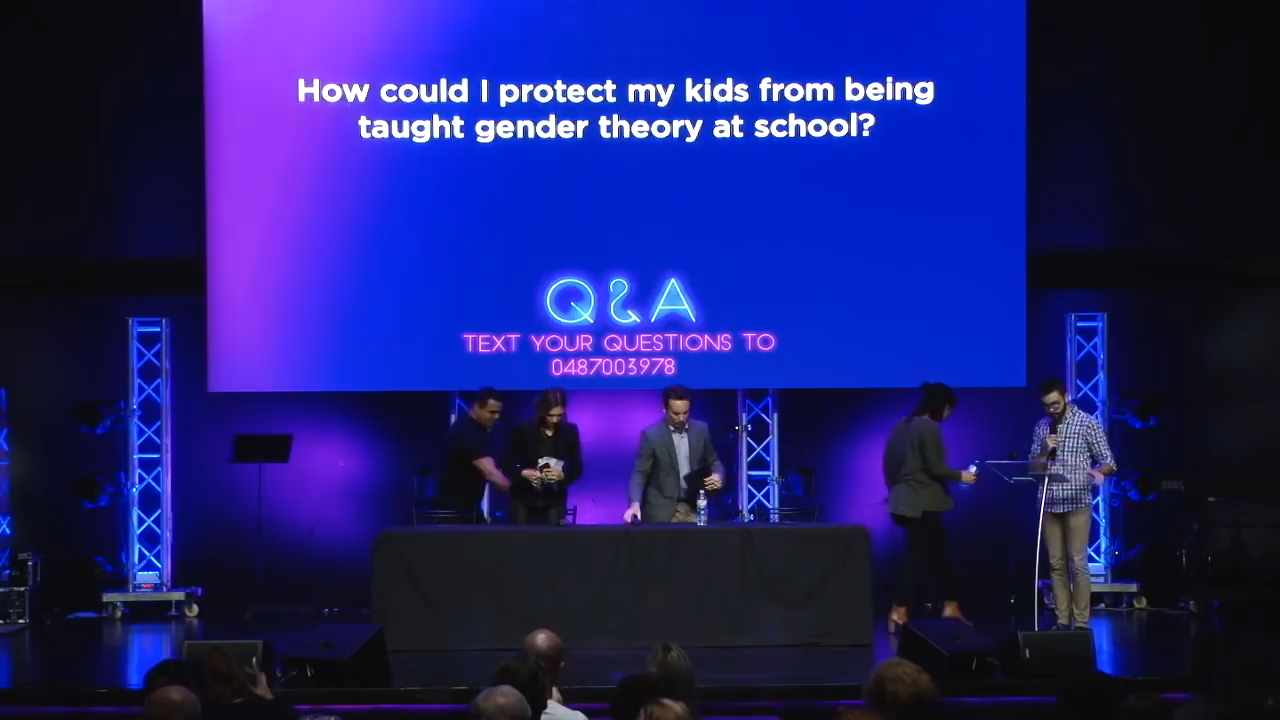 How could I protect my kids from being
taught gender theory at school?
Q&A
TEXT YOUR QUESTIONS TO
0487003978